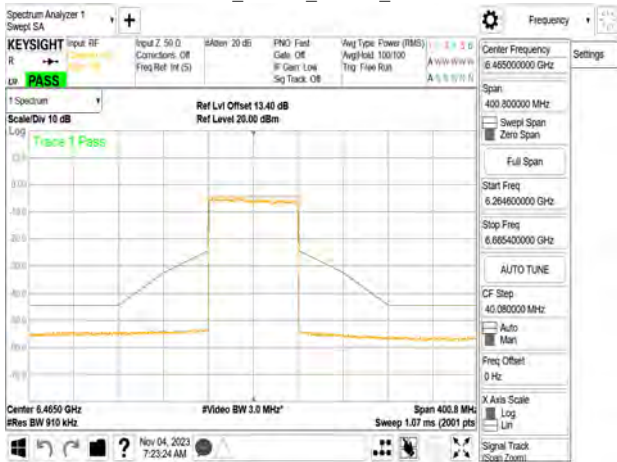 Spectrum Analyzer 1
Swept SA
Frequency
KEYSIGHT
Input: RF
Input Z: 50 Ω
#Atten: 20 dB
PNO: Fast
Avg Type: Power (RMS)
Corrections: Off
Gate: Off
Avg|Hold: 100/100
Freq Ref: Int (S)
IF Gain: Low
Trig: Free Run
Sig Track: Off
PASS
Center Frequency
6.465000000 GHz
Settings
Span
400.800000 MHz
Swept Span
Zero Span
Full Span
Start Freq
6.264600000 GHz
Stop Freq
6.665400000 GHz
AUTO TUNE
CF Step
40.080000 MHz
Auto
Man
Freq Offset
0 Hz
X Axis Scale
Log
Lin
Signal Track
(Span Zoom)
1 Spectrum
Scale/Div 10 dB
Ref Lvl Offset 13.40 dB
Ref Level 20.00 dBm
Log
Trace 1 Pass
Center 6.4650 GHz
#Video BW 3.0 MHz*
Span 400.8 MHz
#Res BW 910 kHz
Sweep 1.07 ms (2001 pts
Nov 04, 2023
7:23:24 AM